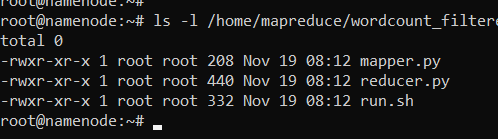 root@namenode:~#
root@namenode:~# ls -l /home/mapreduce/wordcount_filtere
total 0
-rwxr-xr-x 1 root root 208 Nov 19 08:12 mapper.py
-rwxr-xr-x 1 root root 440 Nov 19 08:12 reducer.py
-rwxr-xr-x 1 root root 332 Nov 19 08:12 run.sh
root@namenode:~#